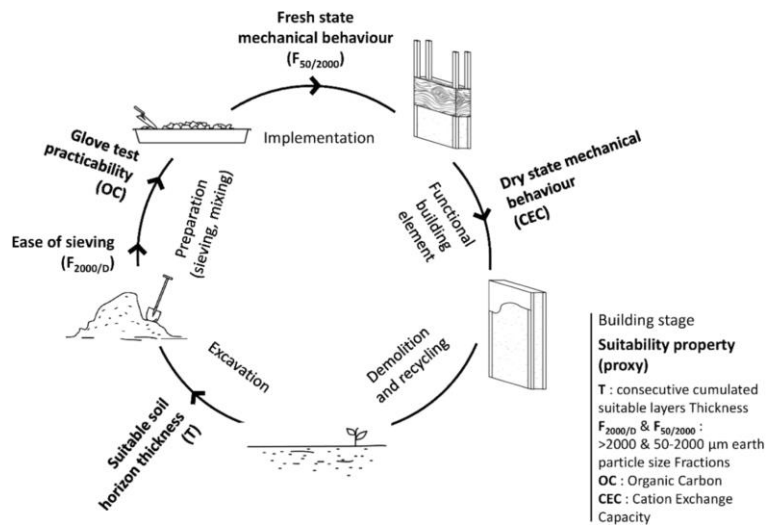 Fresh state
mechanical behaviour
(F50/2000)
Implementation
Glove test
practicability
(OC)
Preparation
(sieving, mixing)
Ease of sieving
(F2000/D)
Dry state mechanical
behaviour
(CEC)
Functional
building
element
Excavation
Suitable soil
horizon thickness
(T)
Demolition
and recycling
Building stage
Suitability property
(proxy)
T : consecutive cumulated
suitable layers Thickness
F2000/D & F50/2000 :
>2000 & 50-2000 µm earth
particle size Fractions
OC : Organic Carbon
CEC : Cation Exchange
Capacity